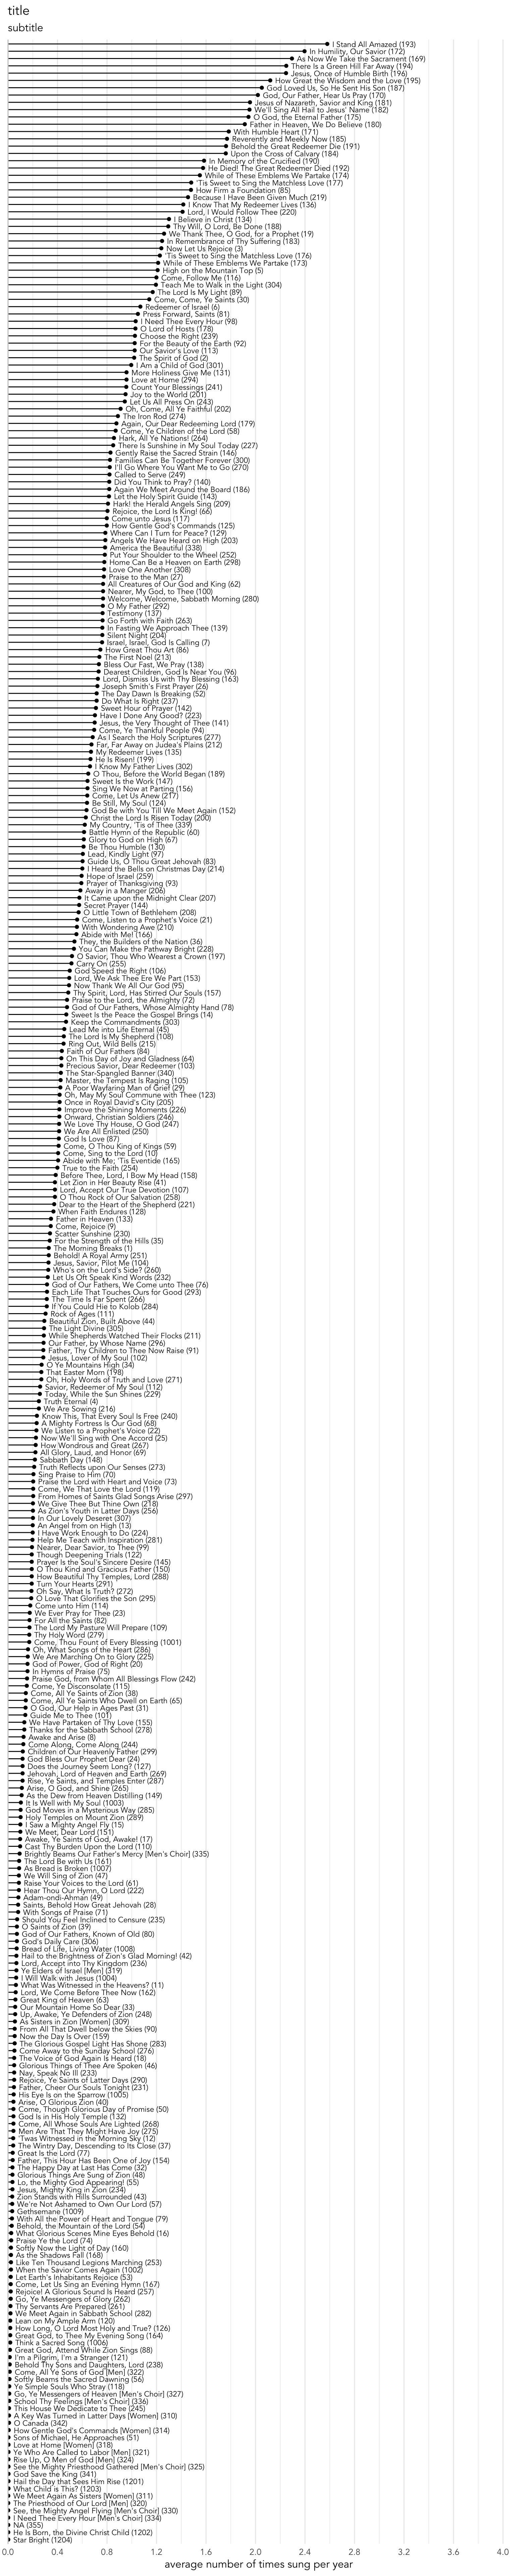 title
subtitle
I Stand All Amazed (193)
In Humility, Our Savior (172)
As Now We Take the Sacrament (169)
There Is a Green Hill Far Away (194)
Jesus, Once of Humble Birth (196)
How Great the Wisdom and the Love (195)
God Loved Us, So He Sent His Son (187)
God, Our Father, Hear Us Pray (170)
Jesus of Nazareth, Savior and King (181)
We'll Sing All Hail to Jesus' Name (182)
O God, the Eternal Father (175)
Father in Heaven, We Do Believe (180)
With Humble Heart (171)
Reverently and Meekly Now (185)
Behold the Great Redeemer Die (191)
Upon the Cross of Calvary (184)
In Memory of the Crucified (190)
He Died! The Great Redeemer Died (192)
While of These Emblems We Partake (174)
'Tis Sweet to Sing the Matchless Love (177)
How Firm a Foundation (85)
Because I Have Been Given Much (219)
I Know That My Redeemer Lives (136)
Lord, I Would Follow Thee (220)
I Believe in Christ (134)
Thy Will, O Lord, Be Done (188)
We Thank Thee, O God, for a Prophet (19)
In Remembrance of Thy Suffering (183)
Now Let Us Rejoice (3)
'Tis Sweet to Sing the Matchless Love (176)
While of These Emblems We Partake (173)
High on the Mountain Top (5)
Come, Follow Me (116)
Teach Me to Walk in the Light (304)
The Lord Is My Light (89)
Come, Come, Ye Saints (30)
Redeemer of Israel (6)
Press Forward, Saints (81)
I Need Thee Every Hour (98)
O Lord of Hosts (178)
Choose the Right (239)
For the Beauty of the Earth (92)
Our Savior's Love (113)
The Spirit of God (2)
I Am a Child of God (301)
More Holiness Give Me (131)
Love at Home (294)
Count Your Blessings (241)
Joy to the World (201)
Let Us All Press On (243)
Oh, Come, All Ye Faithful (202)
The Iron Rod (274)
Again, Our Dear Redeeming Lord (179)
Come, Ye Children of the Lord (58)
Hark, All Ye Nations! (264)
There Is Sunshine in My Soul Today (227)
Gently Raise the Sacred Strain (146)
Families Can Be Together Forever (300)
I'll Go Where You Want Me to Go (270)
Called to Serve (249)
Did You Think to Pray? (140)
Again We Meet Around the Board (186)
Let the Holy Spirit Guide (143)
Hark! the Herald Angels Sing (209)
Rejoice, the Lord Is King! (66)
Come unto Jesus (117)
How Gentle God's Commands (125)
Where Can I Turn for Peace? (129)
Angels We Have Heard on High (203)
America the Beautiful (338)
Put Your Shoulder to the Wheel (252)
Home Can Be a Heaven on Earth (298)
Love One Another (308)
Praise to the Man (27)
All Creatures of Our God and King (62)
Nearer, My God, to Thee (100)
Welcome, Welcome, Sabbath Morning (280)
O My Father (292)
Testimony (137)
Go Forth with Faith (263)
In Fasting We Approach Thee (139)
Silent Night (204)
Israel, Israel, God Is Calling (7)
How Great Thou Art (86)
The First Noel (213)
Bless Our Fast, We Pray (138)
Dearest Children, God Is Near You (96)
Lord, Dismiss Us with Thy Blessing (163)
Joseph Smith's First Prayer (26)
The Day Dawn Is Breaking (52)
Do What Is Right (237)
Sweet Hour of Prayer (142)
Have I Done Any Good? (223)
Jesus, the Very Thought of Thee (141)
Come, Ye Thankful People (94)
As I Search the Holy Scriptures (277)
Far, Far Away on Judea's Plains (212)
My Redeemer Lives (135)
He Is Risen! (199)
I Know My Father Lives (302)
O Thou, Before the World Began (189)
Sweet Is the Work (147)
Sing We Now at Parting (156)
Come, Let Us Anew (217)
Be Still, My Soul (124)
God Be with You Till We Meet Again (152)
Christ the Lord Is Risen Today (200)
My Country, 'Tis of Thee (339)
Battle Hymn of the Republic (60)
Glory to God on High (67)
Be Thou Humble (130)
Lead, Kindly Light (97)
Guide Us, O Thou Great Jehovah (83)
I Heard the Bells on Christmas Day (214)
Hope of Israel (259)
Prayer of Thanksgiving (93)
Away in a Manger (206)
It Came upon the Midnight Clear (207)
Secret Prayer (144)
O Little Town of Bethlehem (208)
Come, Listen to a Prophet's Voice (21)
With Wondering Awe (210)
Abide with Me! (166)
They, the Builders of the Nation (36)
You Can Make the Pathway Bright (228)
O Savior, Thou Who Wearest a Crown (197)
Carry On (255)
God Speed the Right (106)
Lord, We Ask Thee Ere We Part (153)
Now Thank We All Our God (95)
Thy Spirit, Lord, Has Stirred Our Souls (157)
Praise to the Lord, the Almighty (72)
God of Our Fathers, Whose Almighty Hand (78)
Sweet Is the Peace the Gospel Brings (14)
Keep the Commandments (303)
Lead Me into Life Eternal (45)
The Lord Is My Shepherd (108)
Ring Out, Wild Bells (215)
Faith of Our Fathers (84)
On This Day of Joy and Gladness (64)
Precious Savior, Dear Redeemer (103)
The Star-Spangled Banner (340)
Master, the Tempest Is Raging (105)
A Poor Wayfaring Man of Grief (29)
Oh, May My Soul Commune with Thee (123)
Once in Royal David's City (205)
Improve the Shining Moments (226)
Onward, Christian Soldiers (246)
We Love Thy House, O God (247)
We Are All Enlisted (250)
God Is Love (87)
Come, O Thou King of Kings (59)
Come, Sing to the Lord (10)
Abide with Me; 'Tis Eventide (165)
True to the Faith (254)
Before Thee, Lord, I Bow My Head (158)
Let Zion in Her Beauty Rise (41)
Lord, Accept Our True Devotion (107)
O Thou Rock of Our Salvation (258)
Dear to the Heart of the Shepherd (221)
When Faith Endures (128)
Father in Heaven (133)
Come, Rejoice (9)
Scatter Sunshine (230)
For the Strength of the Hills (35)
The Morning Breaks (1)
Behold! A Royal Army (251)
Jesus, Savior, Pilot Me (104)
Who's on the Lord's Side? (260)
Let Us Oft Speak Kind Words (232)
God of Our Fathers, We Come unto Thee (76)
Each Life That Touches Ours for Good (293)
The Time Is Far Spent (266)
If You Could Hie to Kolob (284)
Rock of Ages (111)
Beautiful Zion, Built Above (44)
The Light Divine (305)
While Shepherds Watched Their Flocks (211)
Our Father, by Whose Name (296)
Father, Thy Children to Thee Now Raise (91)
Jesus, Lover of My Soul (102)
O Ye Mountains High (34)
That Easter Morn (198)
Oh, Holy Words of Truth and Love (271)
Savior, Redeemer of My Soul (112)
Today, While the Sun Shines (229)
Truth Eternal (4)
We Are Sowing (216)
Know This, That Every Soul Is Free (240)
A Mighty Fortress Is Our God (68)
We Listen to a Prophet's Voice (22)
Now We'll Sing with One Accord (25)
How Wondrous and Great (267)
All Glory, Laud, and Honor (69)
Sabbath Day (148)
Truth Reflects upon Our Senses (273)
Sing Praise to Him (70)
Praise the Lord with Heart and Voice (73)
Come, We That Love the Lord (119)
From Homes of Saints Glad Songs Arise (297)
We Give Thee But Thine Own (218)
As Zion's Youth in Latter Days (256)
In Our Lovely Deseret (307)
An Angel from on High (13)
I Have Work Enough to Do (224)
Help Me Teach with Inspiration (281)
Nearer, Dear Savior, to Thee (99)
Though Deepening Trials (122)
Prayer Is the Soul's Sincere Desire (145)
O Thou Kind and Gracious Father (150)
How Beautiful Thy Temples, Lord (288)
Turn Your Hearts (291)
Oh Say, What Is Truth? (272)
O Love That Glorifies the Son (295)
Come unto Him (114)
We Ever Pray for Thee (23)
For All the Saints (82)
The Lord My Pasture Will Prepare (109)
Thy Holy Word (279)
Come, Thou Fount of Every Blessing (1001)
Oh, What Songs of the Heart (286)
We Are Marching On to Glory (225)
God of Power, God of Right (20)
In Hymns of Praise (75)
Praise God, from Whom All Blessings Flow (242)
Come, Ye Disconsolate (115)
Come, All Ye Saints of Zion (38)
Come, All Ye Saints Who Dwell on Earth (65)
O God, Our Help in Ages Past (31)
Guide Me to Thee (101)
We Have Partaken of Thy Love (155)
Thanks for the Sabbath School (278)
Awake and Arise (8)
Come Along, Come Along (244)
Children of Our Heavenly Father (299)
God Bless Our Prophet Dear (24)
Does the Journey Seem Long? (127)
Jehovah, Lord of Heaven and Earth (269)
Rise, Ye Saints, and Temples Enter (287)
Arise, O God, and Shine (265)
As the Dew from Heaven Distilling (149)
It Is Well with My Soul (1003)
God Moves in a Mysterious Way (285)
Holy Temples on Mount Zion (289)
I Saw a Mighty Angel Fly (15)
We Meet, Dear Lord (151)
Awake, Ye Saints of God, Awake! (17)
Cast Thy Burden Upon the Lord (110)
Brightly Beams Our Father's Mercy [Men's Choir] (335)
The Lord Be with Us (161)
As Bread is Broken (1007)
We Will Sing of Zion (47)
Raise Your Voices to the Lord (61)
Hear Thou Our Hymn, O Lord (222)
Adam-ondi-Ahman (49)
Saints, Behold How Great Jehovah (28)
With Songs of Praise (71)
Should You Feel Inclined to Censure (235)
O Saints of Zion (39)
God of Our Fathers, Known of Old (80)
God's Daily Care (306)
Bread of Life, Living Water (1008)
Hail to the Brightness of Zion's Glad Morning! (42)
Lord, Accept into Thy Kingdom (236)
Ye Elders of Israel [Men] (319)
I Will Walk with Jesus (1004)
What Was Witnessed in the Heavens? (11)
Lord, We Come Before Thee Now (162)
Great King of Heaven (63)
Our Mountain Home So Dear (33)
Up, Awake, Ye Defenders of Zion (248)
As Sisters in Zion [Women] (309)
From All That Dwell below the Skies (90)
Now the Day Is Over (159)
The Glorious Gospel Light Has Shone (283)
Come Away to the Sunday School (276)
The Voice of God Again Is Heard (18)
Glorious Things of Thee Are Spoken (46)
Nay, Speak No Ill (233)
Rejoice, Ye Saints of Latter Days (290)
Father, Cheer Our Souls Tonight (231)
His Eye Is on the Sparrow (1005)
Arise, O Glorious Zion (40)
Come, Though Glorious Day of Promise (50)
God Is in His Holy Temple (132)
Come, All Whose Souls Are Lighted (268)
Men Are That They Might Have Joy (275)
'Twas Witnessed in the Morning Sky (12)
The Wintry Day, Descending to Its Close (37)
Great Is the Lord (77)
Father, This Hour Has Been One of Joy (154)
The Happy Day at Last Has Come (32)
Glorious Things Are Sung of Zion (48)
Lo, the Mighty God Appearing! (55)
Jesus, Mighty King in Zion (234)
Zion Stands with Hills Surrounded (43)
Great Is the Lord (77)
We're Not Ashamed to Own Our Lord (57)
Gethsemane (1009)
With All the Power of Heart and Tongue (79)
Behold, the Mountain of the Lord (54)
What Glorious Scenes Mine Eyes Behold (16)
Praise Ye the Lord (74)
Softly Now the Light of Day (160)
As the Shadows Fall (168)
Like Ten Thousand Legions Marching (253)
When the Savior Comes Again (1002)
Let Earth's Inhabitants Rejoice (53)
Come, Let Us Sing an Evening Hymn (167)
Rejoice! A Glorious Sound Is Heard (257)
Go, Ye Messengers of Glory (262)
Thy Servants Are Prepared (261)
We Meet Again in Sabbath School (282)
Lean on My Ample Arm (120)
How Long, O Lord Most Holy and True? (126)
Great God, to Thee My Evening Song (164)
Think a Sacred Song (1006)
Great God, Attend While Zion Sings (88)
I'm a Pilgrim, I'm a Stranger (121)
Behold Thy Sons and Daughters, Lord (238)
Come, All Ye Sons of God [Men] (322)
Softly Beams the Sacred Dawning (56)
Ye Simple Souls Who Stray (118)
Go, Ye Messengers of Heaven [Men's Choir] (327)
School Thy Feelings [Men's Choir] (336)
This House We Dedicate to Thee (245)
A Key Was Turned in Latter Days [Women] (310)
O Canada (342)
How Gentle God's Commands [Women] (314)
Sons of Michael, He Approaches (51)
Love at Home [Women] (318)
Ye Who Are Called to Labor [Men] (321)
Rise Up, O Men of God [Men] (324)
See the Mighty Priesthood Gathered [Men's Choir] (325)
God Save the King (341)
Hail the Day that Sees Him Rise (1201)
What Child is This? (1203)
We Meet Again As Sisters [Women] (311)
The Priesthood of Our Lord [Men] (320)
See, the Mighty Angel Flying [Men's Choir] (330)
I Need Thee Every Hour [Men's Choir] (334)
NA (355)
He Is Born, the Divine Christ Child (1202)
Star Bright (1204)
0.0 0.4 0.8 1.2 1.6 2.0 2.4 2.8 3.2 3.6 4.0
average number of times sung per year